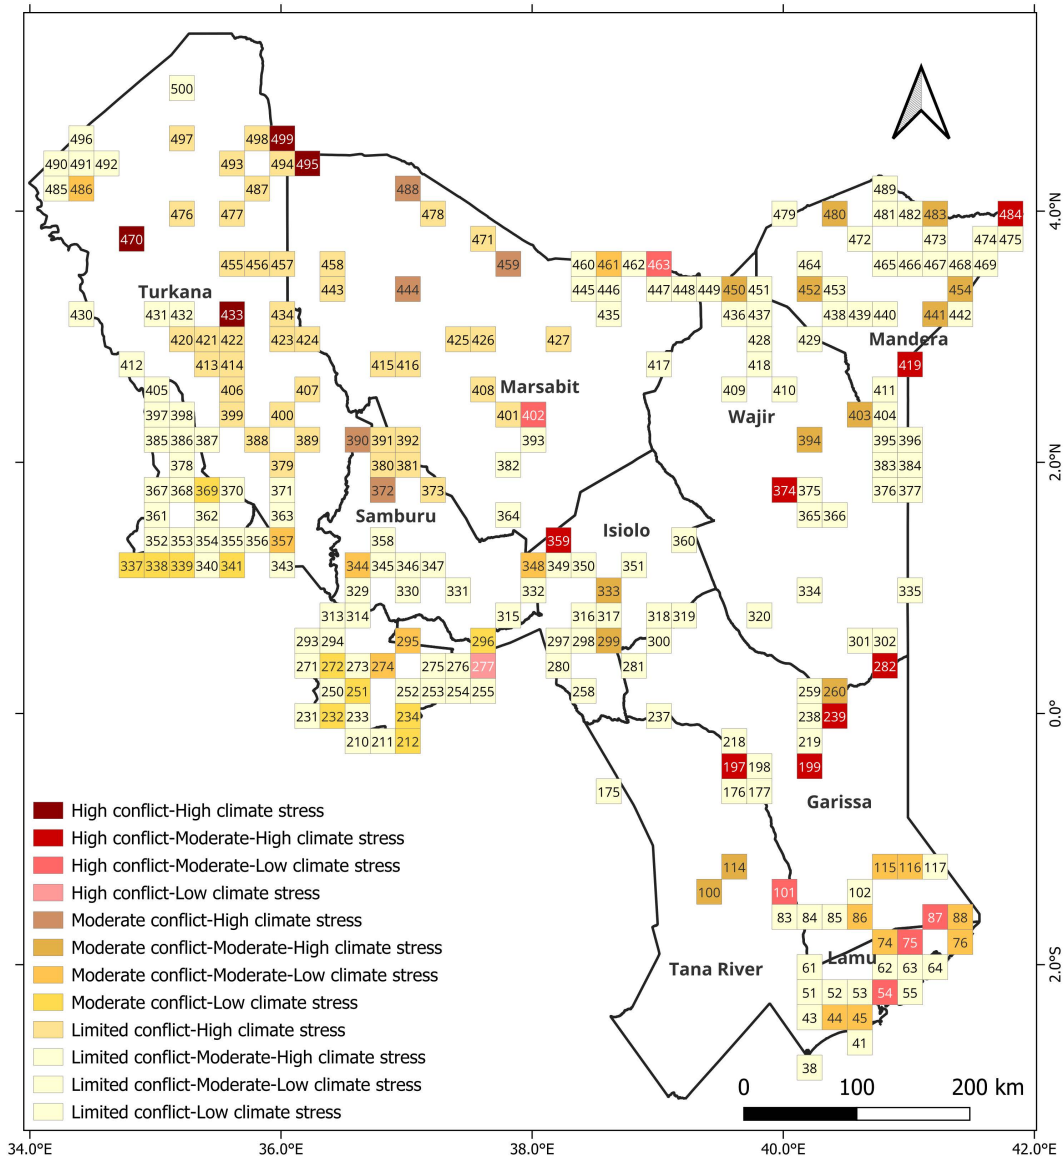 500
496 497 498 499
490 491 492 493 494 495
485 486 487 488 489
4.0°N
476 477 478 479 480 481 482 483 484
470 471 472 473 474 475
455 456 457 458 459 460 461 462 463 464 465 466 467 468 469
Turkana
443 444 445 446 447 448 449 450 451 452 453 454
430 431 432 433 434 435 436 437 438 439 440 441 442
420 421 422 423 424 425 426 427 428 429
Mandera
412 413 414 415 416 417 418 419
405 406 407 408 409 410 411
Marsabit
397 398 399 400 401 402 403 404
Wajir
385 386 387 388 389 390 391 392 393 394 395 396
2.0°N
378 379 380 381 382 383 384
367 368 369 370 371 372 373 374 375 376 377
361 362 363 364 365 366
Samburu
Isiolo
352 353 354 355 356 357 358 359 360
337 338 339 340 341 343 344 345 346 347 348 349 350 351
329 330 331 332 333 334 335
313 314 315 316 317 318 319 320
293 294 295 296 297 298 299 300 301 302
271 272 273 274 275 276 277 280 281 282
250 251 252 253 254 255 258 259 260
231 232 233 234 237 238 239
0.0°
210 211 212 218 219
197 198 199
175 176 177
Garissa
High conflict-High climate stress
High conflict-Moderate-High climate stress
High conflict-Moderate-Low climate stress
High conflict-Low climate stress
Moderate conflict-High climate stress
Moderate conflict-Moderate-High climate stress
Moderate conflict-Moderate-Low climate stress
Moderate conflict-Low climate stress
Limited conflict-High climate stress
Limited conflict-Moderate-High climate stress
Limited conflict-Moderate-Low climate stress
Limited conflict-Low climate stress
114 115 116 117
100 101 102
83 84 85 86 87 88
74 75 76
Lamu
2.0°S
Tana River
61 62 63 64
51 52 53 54 55
43 44 45
41
38
0 100 200 km
34.0°E 36.0°E 38.0°E 40.0°E 42.0°E